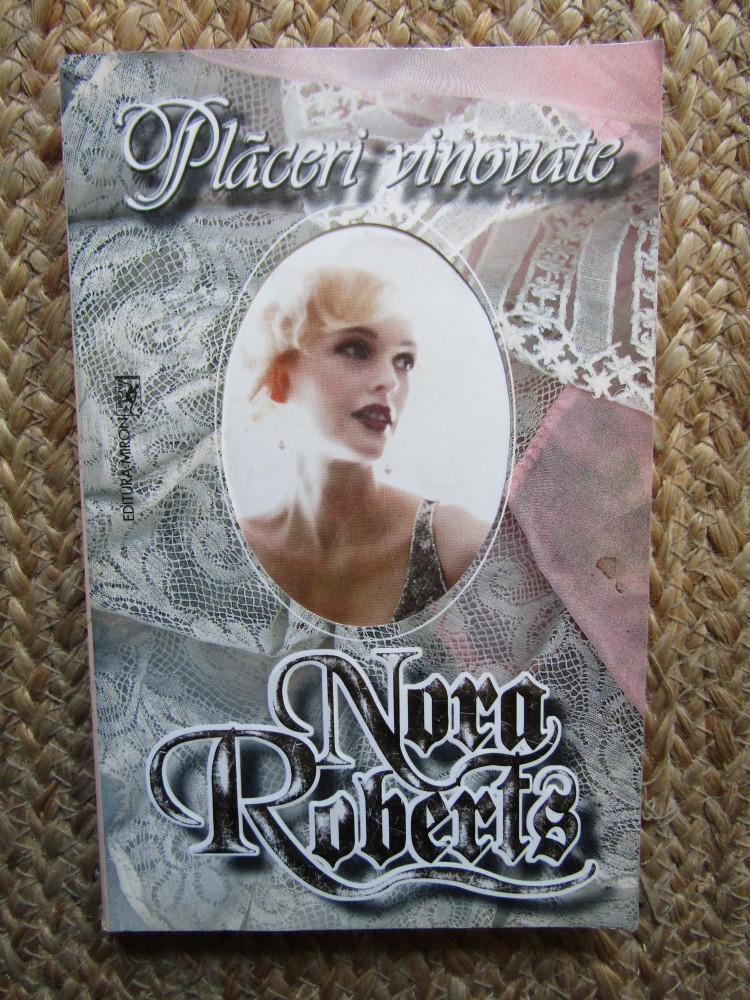 Plăceri vinovate
EDITURA MIRON
Nora
Roberts